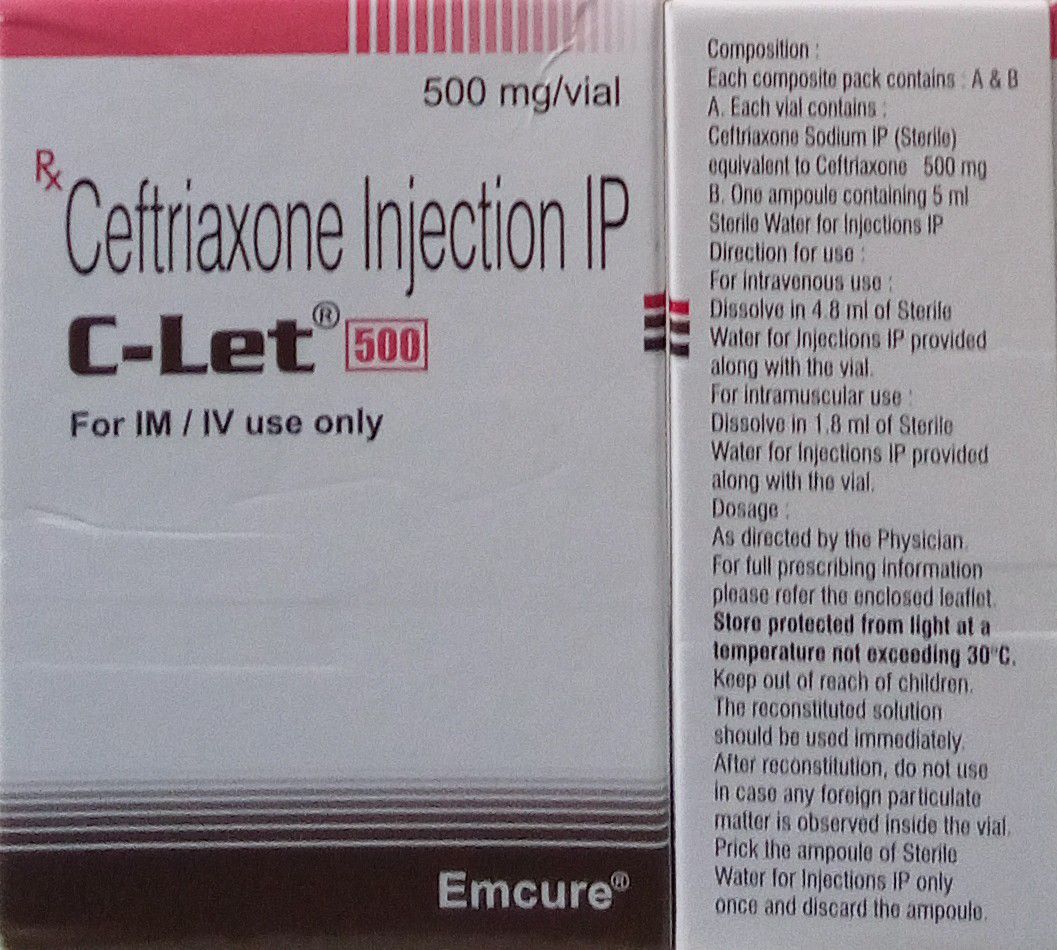 500 mg/vial
Rx
Ceftriaxone Injection IP
C-Let® 500
For IM / IV use only
Emcure®
Composition :
Each composite pack contains : A & B
A. Each vial contains :
Ceftriaxone Sodium IP (Sterile)
equivalent to Ceftriaxone 500 mg
B. One ampoule containing 5 ml
Sterile Water for Injections IP
Direction for use :
For intravenous use :
Dissolve in 4.8 ml of Sterile
Water for Injections IP provided
along with the vial.
For intramuscular use :
Dissolve in 1.8 ml of Sterile
Water for Injections IP provided
along with the vial.
Dosage :
As directed by the Physician.
For full prescribing information
please refer the enclosed leaflet.
Store protected from light at a
temperature not exceeding 30°C.
Keep out of reach of children.
The reconstituted solution
should be used immediately.
After reconstitution, do not use
in case any foreign particulate
matter is observed inside the vial.
Prick the ampoule of Sterile
Water for Injections IP only
once and discard the ampoule.